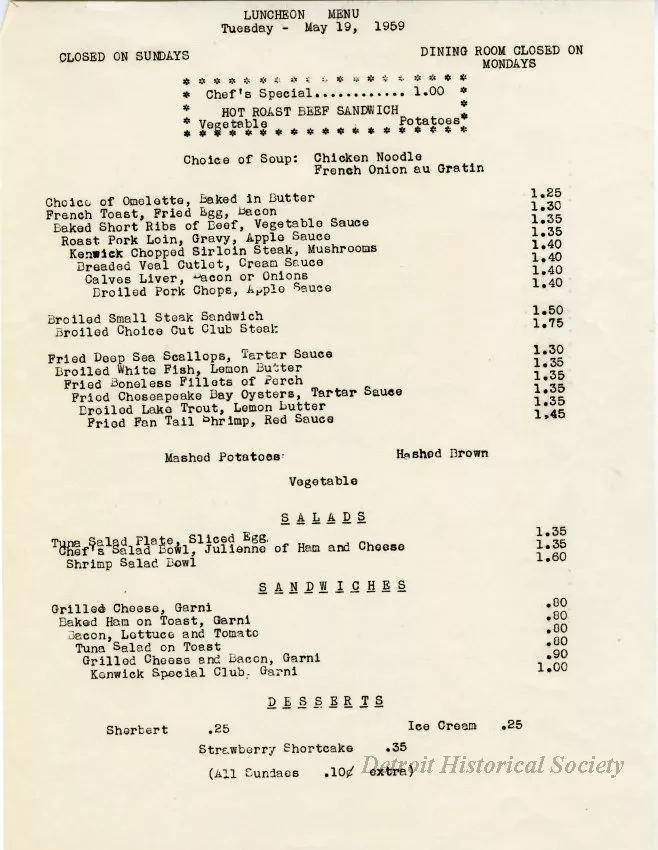 LUNCHEON MENU
Tuesday - May 19, 1959
CLOSED ON SUNDAYS
DINING ROOM CLOSED ON
MONDAYS
* * * * * * * * * * * * * * * * * * * *
* Chef's Special............ 1.00 *
* HOT ROAST BEEF SANDWICH *
* Vegetable Potatoes*
* * * * * * * * * * * * * * * * * * * *
Choice of Soup: Chicken Noodle
French Onion au Gratin
Choice of Omelette, Baked in Butter 1.25
French Toast, Fried Egg, Bacon 1.30
Baked Short Ribs of Beef, Vegetable Sauce 1.35
Roast Pork Loin, Gravy, Apple Sauce 1.35
Kenwick Chopped Sirloin Steak, Mushrooms 1.40
Breaded Veal Cutlet, Cream Sauce 1.40
Calves Liver, Bacon or Onions 1.40
Broiled Pork Chops, Apple Sauce 1.40
Broiled Small Steak Sandwich 1.50
Broiled Choice Cut Club Steak 1.75
Fried Deep Sea Scallops, Tartar Sauce 1.30
Broiled White Fish, Lemon Butter 1.35
Fried Boneless Fillets of Perch 1.35
Fried Cheseapeake Bay Oysters, Tartar Sauce 1.35
Broiled Lake Trout, Lemon Butter 1.35
Fried Fan Tail Shrimp, Red Sauce 1.45
Mashed Potatoes Hashed Brown
Vegetable
SALADS
Tuna Salad Plate, Sliced Egg. 1.35
Chef's Salad Bowl, Julienne of Ham and Cheese 1.35
Shrimp Salad Bowl 1.60
SANDWICHES
Grilled Cheese, Garni .80
Baked Ham on Toast, Garni .80
Bacon, Lettuce and Tomato .80
Tuna Salad on Toast .80
Grilled Cheese and Bacon, Garni .90
Kenwick Special Club, Garni 1.00
DESSERTS
Sherbert .25 Ice Cream .25
Strawberry Shortcake .35
(All Sundaes .10¢ extra)
Detroit Historical Society